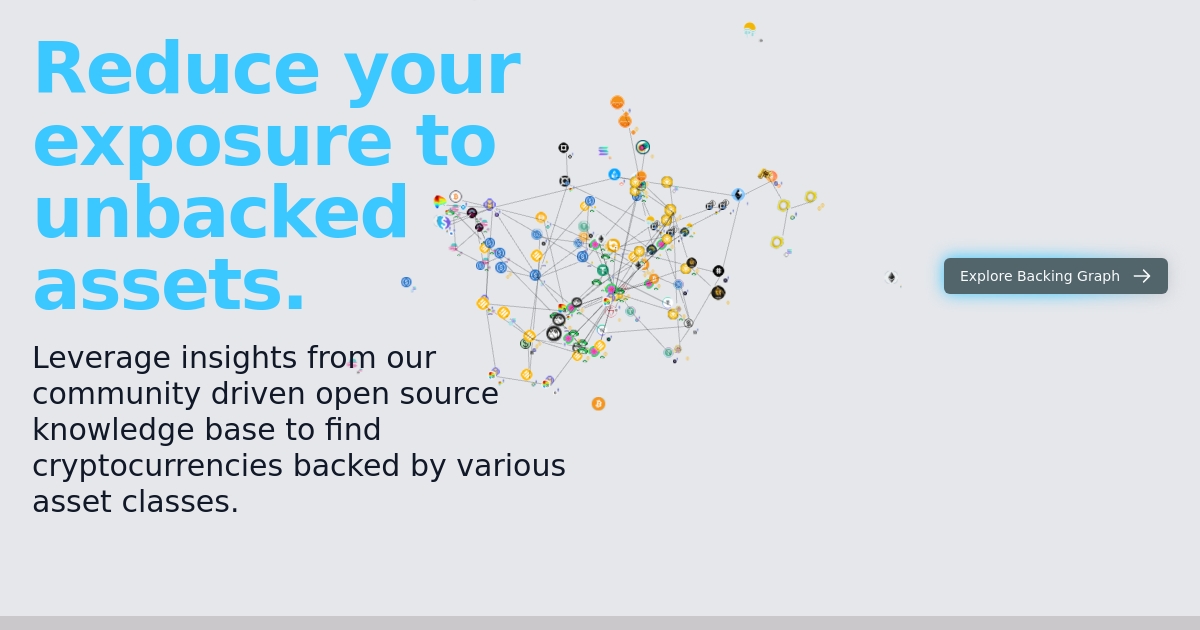 Reduce your
exposure to
unbacked
assets.
Leverage insights from our
community driven open source
knowledge base to find
cryptocurrencies backed by various
asset classes.
Explore Backing Graph